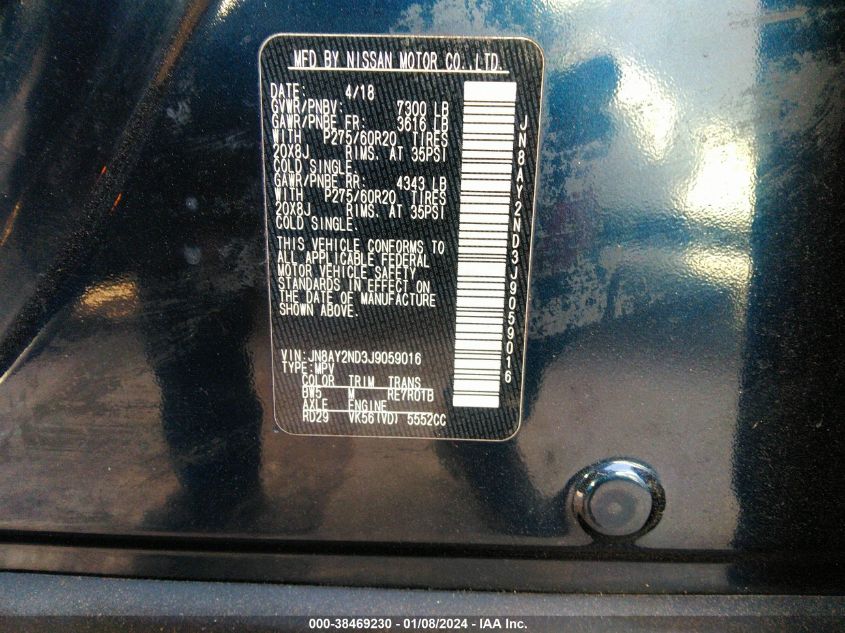 MFD BY NISSAN MOTOR CO.,LTD.
DATE: 4/18
GVWR/PNBV: 7300 LB
GAWR/PNBE FR: 3616 LB
WITH P275/60R20 TIRES
20X8J RIMS. AT 35PSI
COLD SINGLE.
GAWR/PNBE RR: 4343 LB
WITH P275/60R20 TIRES
20X8J RIMS. AT 35PSI
COLD SINGLE.
THIS VEHICLE CONFORMS TO
ALL APPLICABLE FEDERAL
MOTOR VEHICLE SAFETY
STANDARDS IN EFFECT ON
THE DATE OF MANUFACTURE
SHOWN ABOVE.
VIN:JN8AY2ND3J9059016
TYPE:MPV
COLOR TRIM TRANS
BW5 M RE7R01B
AXLE ENGINE
RD29 VK56(VD) 5552CC
JN8AY2ND3J9059016
000-38469230 - 01/08/2024 - IAA Inc.